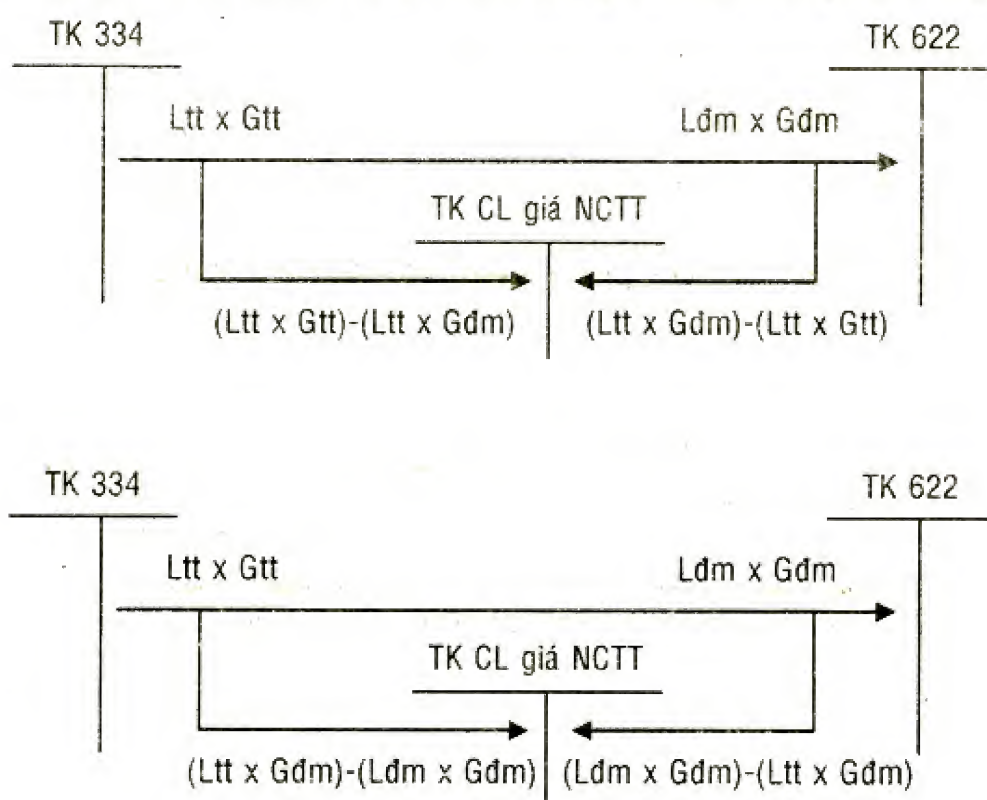 TK 334 TK 622
Ltt x Gtt Lđm x Gđm
TK CL giá NCTT
(Ltt x Gtt)-(Ltt x Gđm) (Ltt x Gđm)-(Ltt x Gtt)
TK 334 TK 622
Ltt x Gtt Lđm x Gđm
TK CL giá NCTT
(Ltt x Gđm)-(Lđm x Gđm) (Lđm x Gđm)-(Ltt x Gđm)